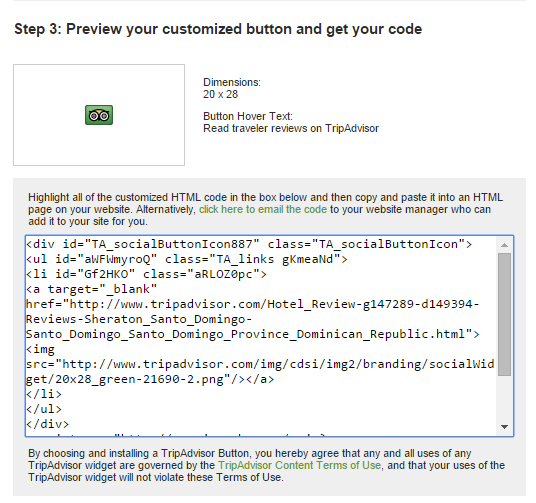 Step 3: Preview your customized button and get your code
Dimensions:
20 x 28
Button Hover Text:
Read traveler reviews on TripAdvisor
Highlight all of the customized HTML code in the box below and then copy and paste it into an HTML
page on your website. Alternatively, click here to email the code to your website manager who can
add it to your site for you.
<div id="TA_socialButtonIcon887" class="TA_socialButtonIcon">
<ul id="aWFWmyroQ" class="TA_links gKmeaNd">
<li id="Gf2HKO" class="aRLOZ0pc">
<a target="_blank"
href="http://www.tripadvisor.com/Hotel_Review-g147289-d149394-
Reviews-Sheraton_Santo_Domingo-
Santo_Domingo_Santo_Domingo_Province_Dominican_Republic.html">
<img
src="http://www.tripadvisor.com/img/cdsi/img2/branding/socialWid
get/20x28_green-21690-2.png"/></a>
</li>
</ul>
</div>
By choosing and installing a TripAdvisor Button, you hereby agree that any and all uses of any
TripAdvisor widget are governed by the TripAdvisor Content Terms of Use, and that your uses of the
TripAdvisor widget will not violate these Terms of Use.